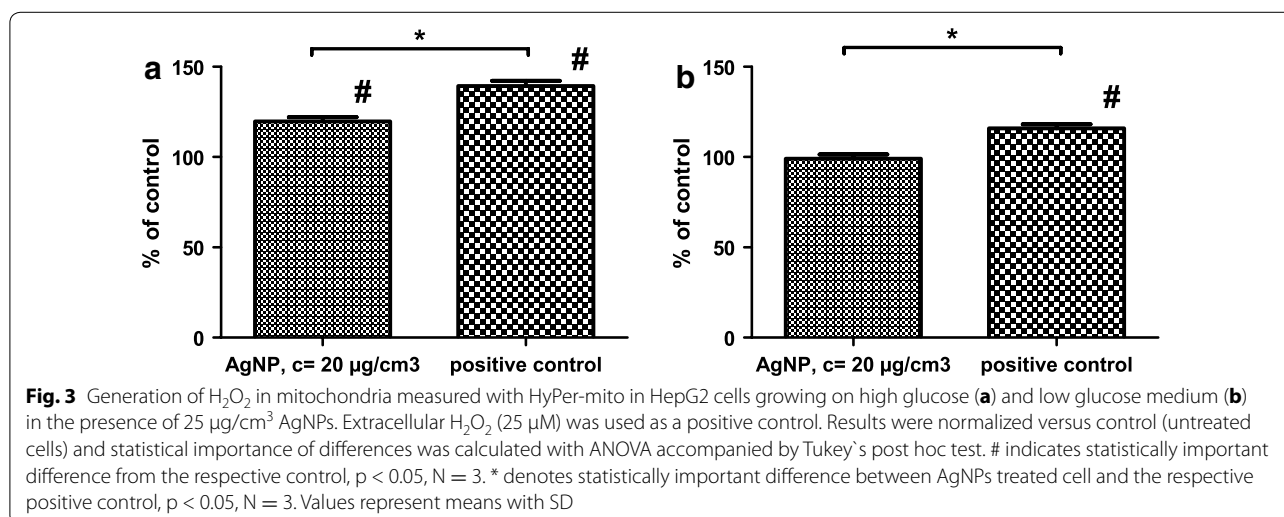 *
*
a
b
#
#
#
150
100
50
0
% of control
AgNP, c= 20 µg/cm3
positive control
150
100
50
0
% of control
AgNP, c= 20 µg/cm3
positive control
Fig. 3 Generation of H₂O₂ in mitochondria measured with HyPer-mito in HepG2 cells growing on high glucose (a) and low glucose medium (b)
in the presence of 25 µg/cm³ AgNPs. Extracellular H₂O₂ (25 µM) was used as a positive control. Results were normalized versus control (untreated
cells) and statistical importance of differences was calculated with ANOVA accompanied by Tukey`s post hoc test. # indicates statistically important
difference from the respective control, p < 0.05, N = 3. * denotes statistically important difference between AgNPs treated cell and the respective
positive control, p < 0.05, N = 3. Values represent means with SD